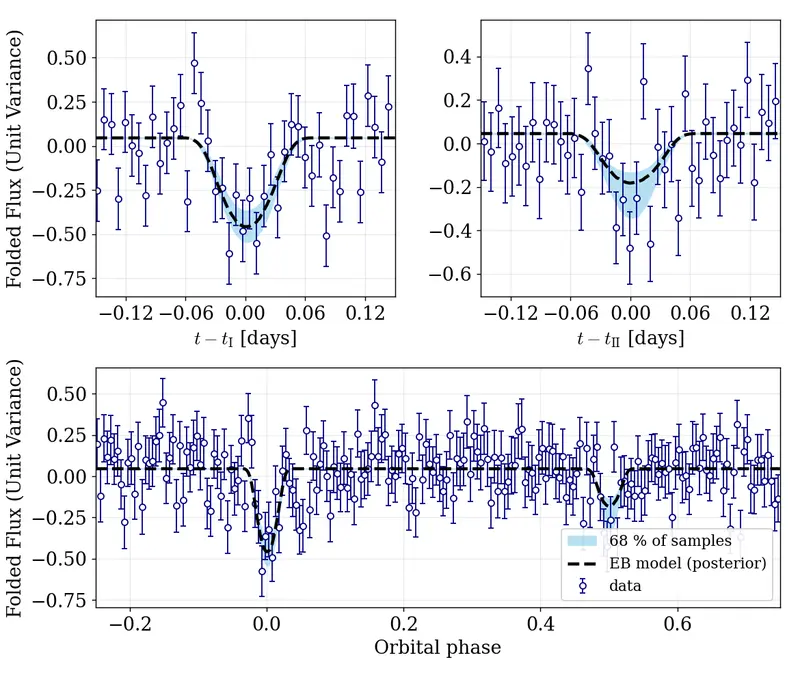 Folded Flux (Unit Variance)
0.50
0.25
0.00
−0.25
−0.50
−0.75
−0.12 −0.06 0.00 0.06 0.12
t − t_I [days]
0.4
0.2
0.0
−0.2
−0.4
−0.6
−0.12 −0.06 0.00 0.06 0.12
t − t_II [days]
Folded Flux (Unit Variance)
0.50
0.25
0.00
−0.25
−0.50
−0.75
−0.2 0.0 0.2 0.4 0.6
Orbital phase
68 % of samples
EB model (posterior)
data